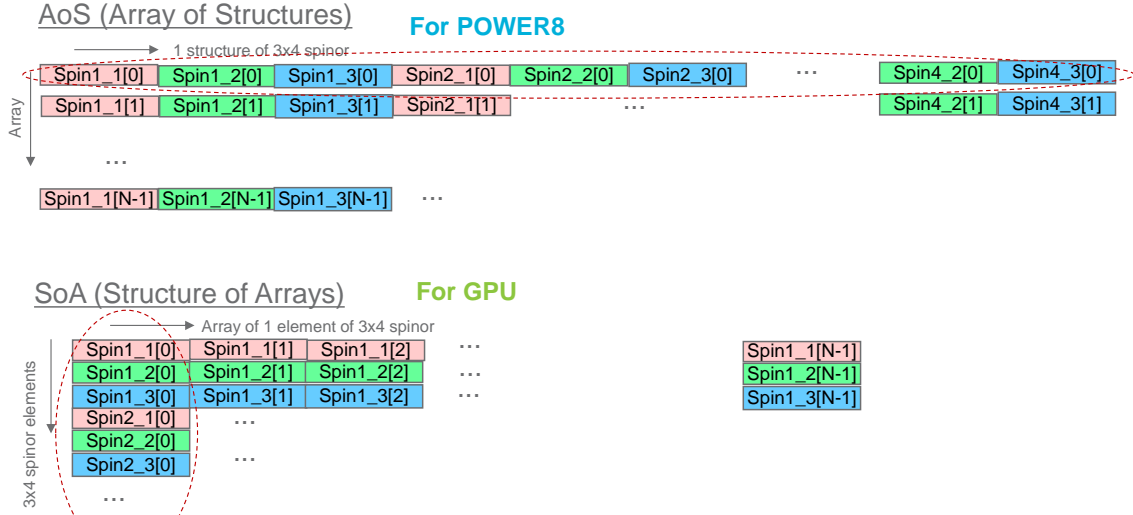 AoS (Array of Structures) For POWER8
1 structure of 3x4 spinor
Spin1_1[0] Spin1_2[0] Spin1_3[0] Spin2_1[0] Spin2_2[0] Spin2_3[0] ... Spin4_2[0] Spin4_3[0]
Spin1_1[1] Spin1_2[1] Spin1_3[1] Spin2_1[1] ... Spin4_2[1] Spin4_3[1]
Array
...
Spin1_1[N-1] Spin1_2[N-1] Spin1_3[N-1] ...
SoA (Structure of Arrays) For GPU
Array of 1 element of 3x4 spinor
3x4 spinor elements
Spin1_1[0] Spin1_1[1] Spin1_1[2] ... Spin1_1[N-1]
Spin1_2[0] Spin1_2[1] Spin1_2[2] ... Spin1_2[N-1]
Spin1_3[0] Spin1_3[1] Spin1_3[2] ... Spin1_3[N-1]
Spin2_1[0] ...
Spin2_2[0]
Spin2_3[0] ...
...